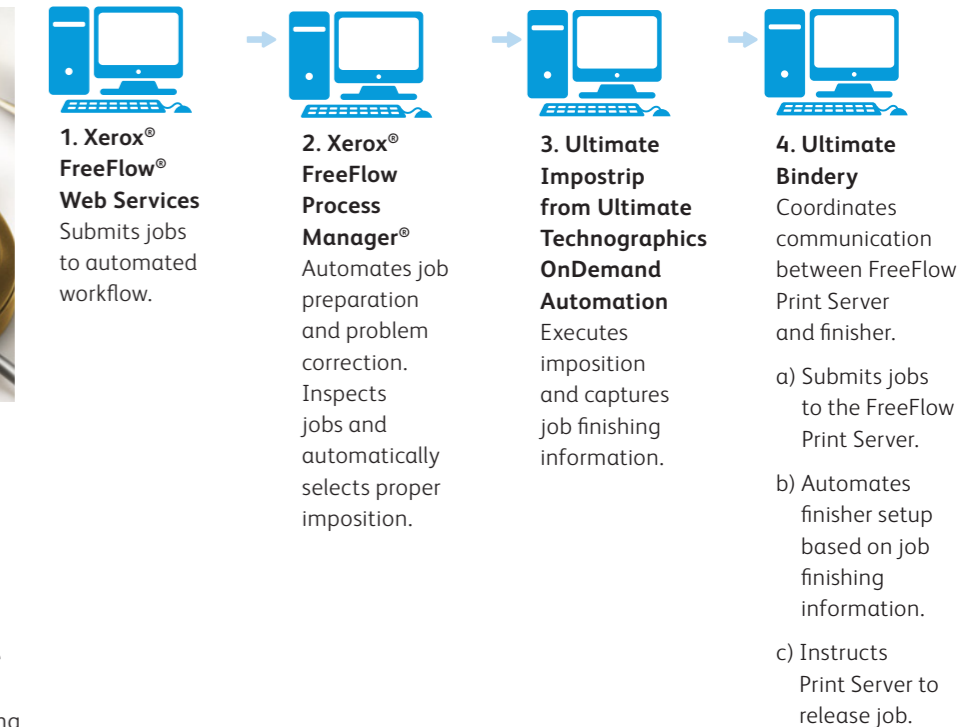 1. Xerox®
FreeFlow®
Web Services
Submits jobs
to automated
workflow.
2. Xerox®
FreeFlow
Process
Manager®
Automates job
preparation
and problem
correction.
Inspects
jobs and
automatically
selects proper
imposition.
3. Ultimate
Impostrip
from Ultimate
Technographics
OnDemand
Automation
Executes
imposition
and captures
job finishing
information.
4. Ultimate
Bindery
Coordinates
communication
between FreeFlow
Print Server
and finisher.
a) Submits jobs
to the FreeFlow
Print Server.
b) Automates
finisher setup
based on job
finishing
information.
c) Instructs
Print Server to
release job.